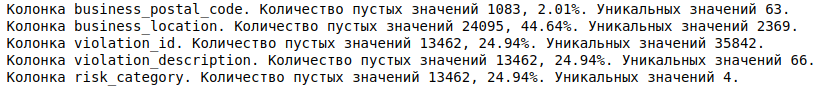 Колонка business_postal_code. Количество пустых значений 1083, 2.01%. Уникальных значений 63.
Колонка business_location. Количество пустых значений 24095, 44.64%. Уникальных значений 2369.
Колонка violation_id. Количество пустых значений 13462, 24.94%. Уникальных значений 35842.
Колонка violation_description. Количество пустых значений 13462, 24.94%. Уникальных значений 66.
Колонка risk_category. Количество пустых значений 13462, 24.94%. Уникальных значений 4.